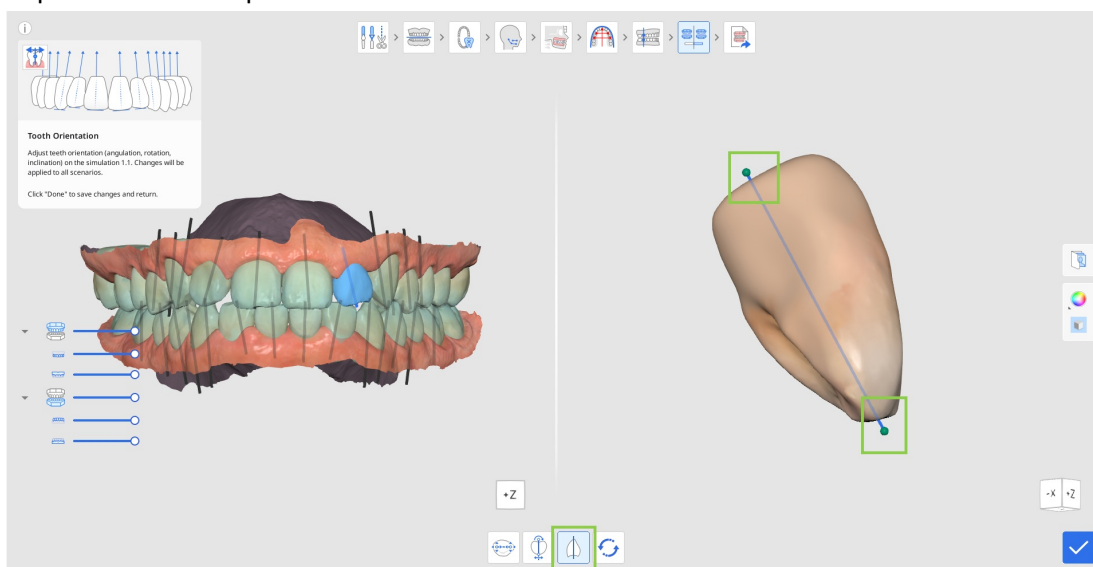 Tooth Orientation
Adjust teeth orientation (angulation, rotation,
inclination) on the simulation 1.1. Changes will be
applied to all scenarios.
Click "Done" to save changes and return.
+Z
-X +Z